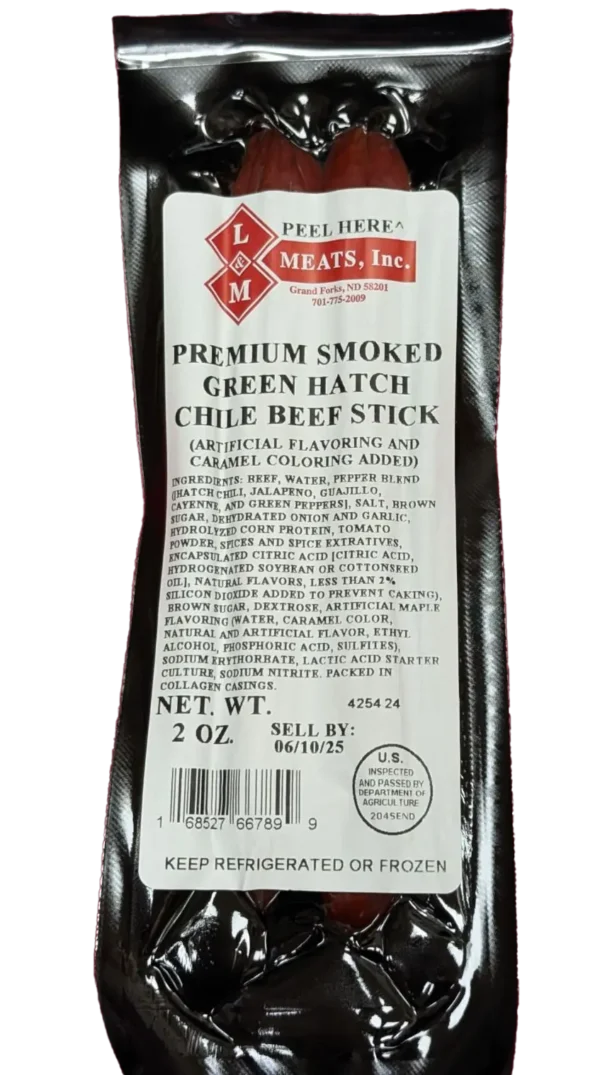 L
&
M
PEEL HERE^
MEATS, Inc.
Grand Forks, ND 58201
701-775-2009
PREMIUM SMOKED
GREEN HATCH
CHILE BEEF STICK
(ARTIFICIAL FLAVORING AND
CARAMEL COLORING ADDED)
INGREDIENTS: BEEF, WATER, PEPPER BLEND
(HATCH CHILI, JALAPENO, GUAJILLO,
CAYENNE, AND GREEN PEPPERS], SALT, BROWN
SUGAR, DEHYDRATED ONION AND GARLIC,
HYDROLYZED CORN PROTEIN, TOMATO
POWDER, SPICES AND SPICE EXTRATIVES,
ENCAPSULATED CITRIC ACID [CITRIC ACID,
HYDROGENATED SOYBEAN OR COTTONSEED
OIL], NATURAL FLAVORS, LESS THAN 2%
SILICON DIOXIDE ADDED TO PREVENT CAKING),
BROWN SUGAR, DEXTROSE, ARTIFICIAL MAPLE
FLAVORING (WATER, CARAMEL COLOR,
NATURAL AND ARTIFICIAL FLAVOR, ETHYL
ALCOHOL, PHOSPHORIC ACID, SULFITES),
SODIUM ERYTHORBATE, LACTIC ACID STARTER
CULTURE, SODIUM NITRITE. PACKED IN
COLLAGEN CASINGS.
NET. WT.
2 OZ.
4254 24
SELL BY:
06/10/25
U.S.
INSPECTED
AND PASSED BY
DEPARTMENT OF
AGRICULTURE
2045END
1 68527 66789 9
KEEP REFRIGERATED OR FROZEN